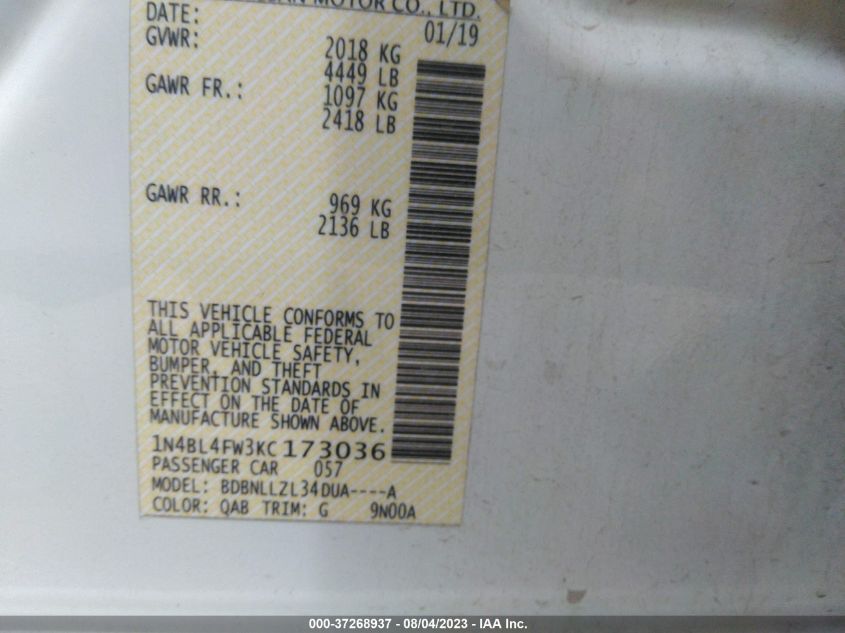 MOTOR CO., LTD.
DATE: 01/19
GVWR: 2018 KG
4449 LB
GAWR FR.: 1097 KG
2418 LB
GAWR RR.: 969 KG
2136 LB
THIS VEHICLE CONFORMS TO
ALL APPLICABLE FEDERAL
MOTOR VEHICLE SAFETY,
BUMPER, AND THEFT
PREVENTION STANDARDS IN
EFFECT ON THE DATE OF
MANUFACTURE SHOWN ABOVE.
1N4BL4FW3KC173036
PASSENGER CAR 057
MODEL: BDBNLLZL34DUA----A
COLOR: QAB TRIM: G 9N00A
000-37268937 - 08/04/2023 - IAA Inc.